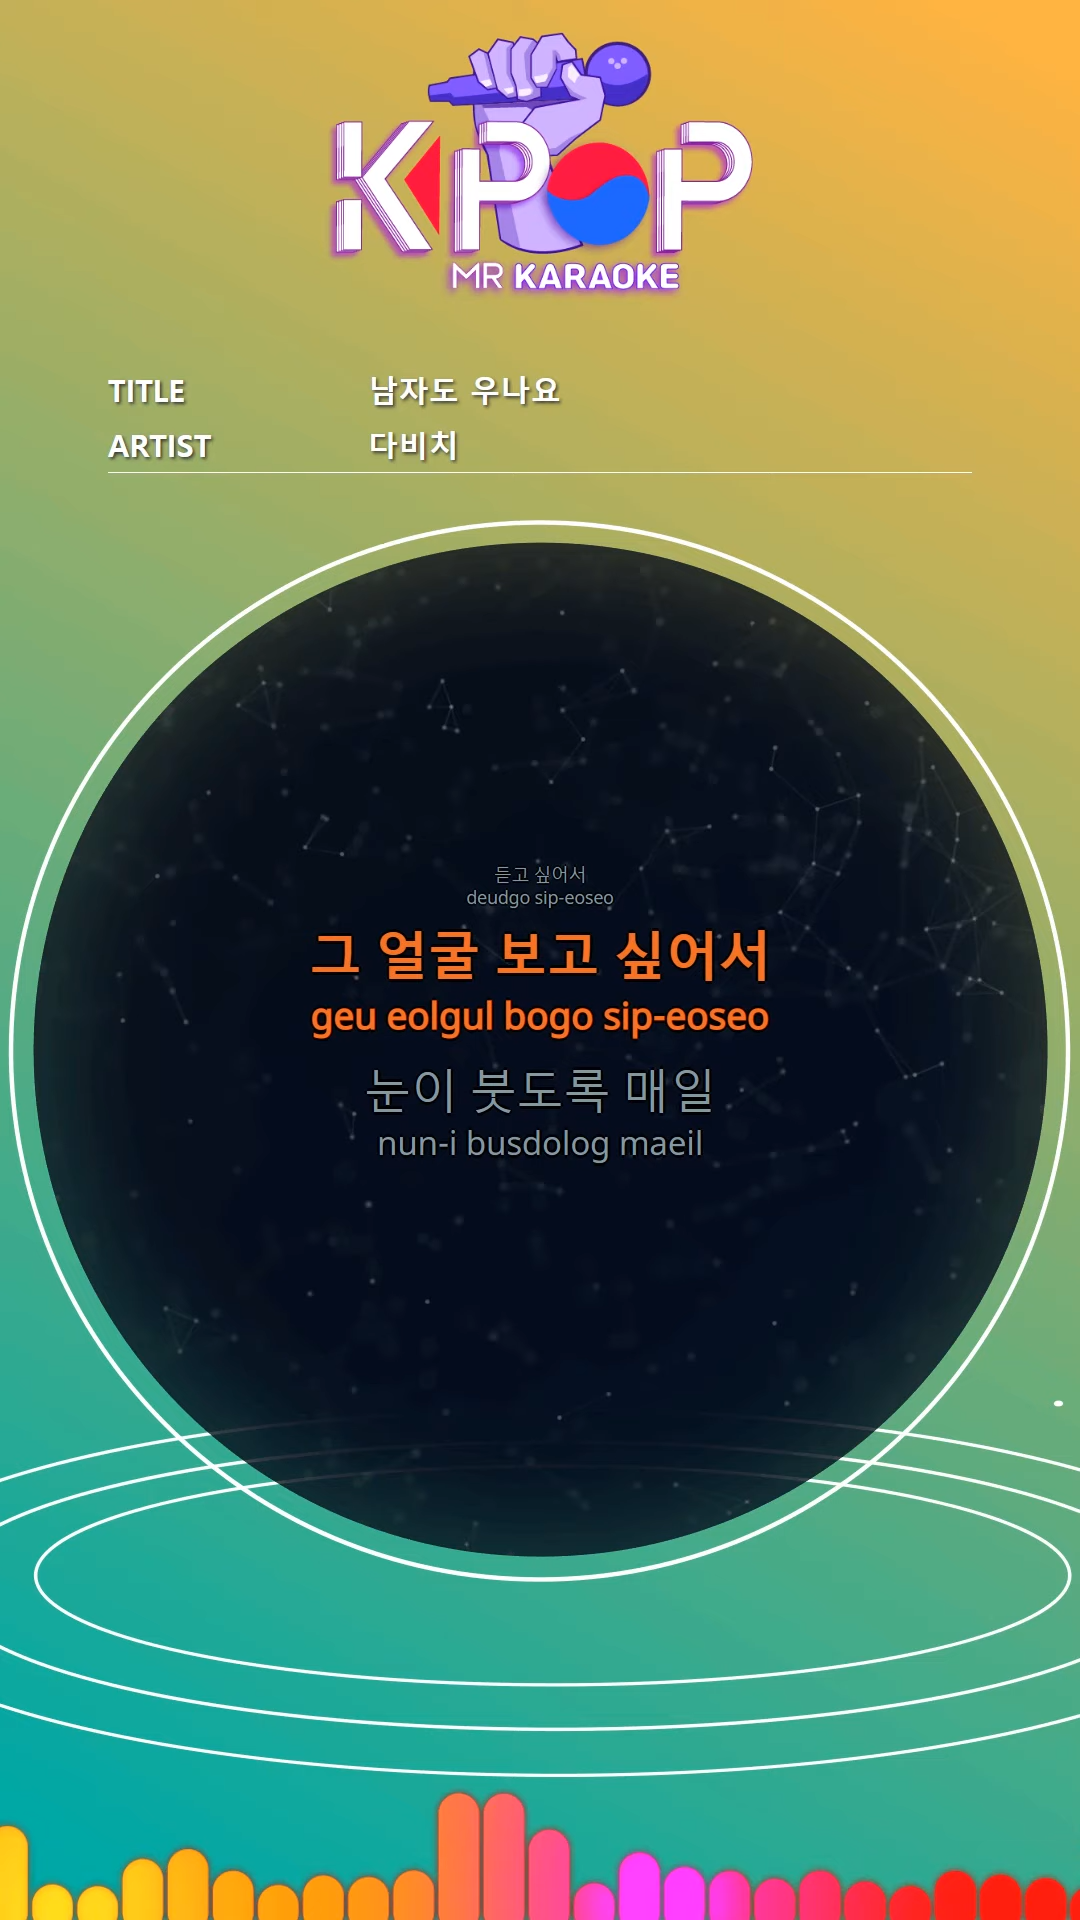 KPOP
MR KARAOKE
TITLE 남자도 우나요
ARTIST 다비치
듣고 싶어서
deudgo sip-eoseo
그 얼굴 보고 싶어서
geu eolgul bogo sip-eoseo
눈이 붓도록 매일
nun-i busdolog maeil